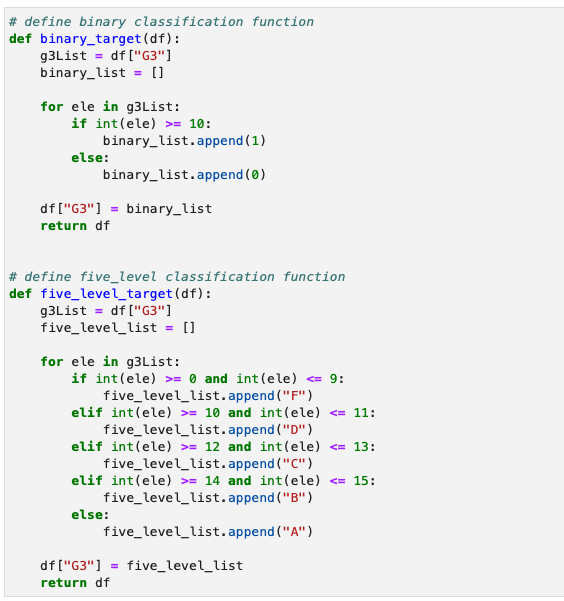 # define binary classification function
def binary_target(df):
    g3List = df["G3"]
    binary_list = []

    for ele in g3List:
        if int(ele) >= 10:
            binary_list.append(1)
        else:
            binary_list.append(0)

    df["G3"] = binary_list
    return df


# define five_level classification function
def five_level_target(df):
    g3List = df["G3"]
    five_level_list = []

    for ele in g3List:
        if int(ele) >= 0 and int(ele) <= 9:
            five_level_list.append("F")
        elif int(ele) >= 10 and int(ele) <= 11:
            five_level_list.append("D")
        elif int(ele) >= 12 and int(ele) <= 13:
            five_level_list.append("C")
        elif int(ele) >= 14 and int(ele) <= 15:
            five_level_list.append("B")
        else:
            five_level_list.append("A")

    df["G3"] = five_level_list
    return df